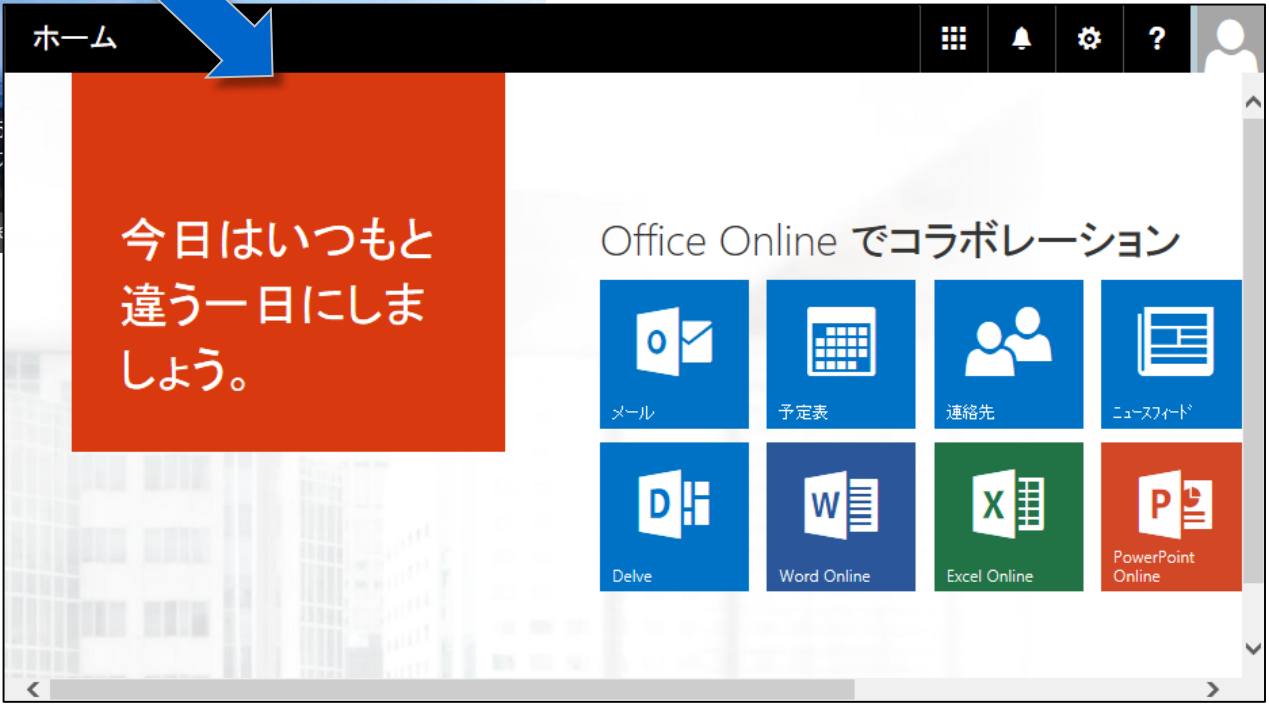 ホーム
?
今日はいつもと
違う一日にしま
しょう。
Office Online でコラボレーション
メール
予定表
連絡先
ニュースフィード
Delve
Word Online
Excel Online
PowerPoint
Online